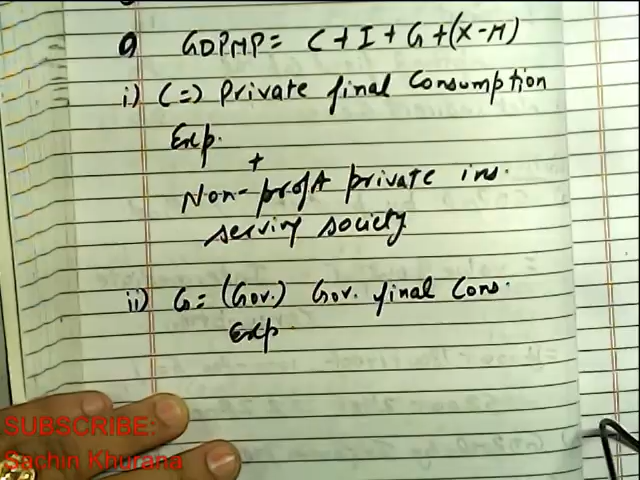 9 GDPMP = C + I + G + (X-M)
i) C => Private final Consumption
Exp.
+
Non-profit private ins.
serving society
ii) G = (Gov.) Gov. final Cons.
Exp
SUBSCRIBE:
Sachin Khurana